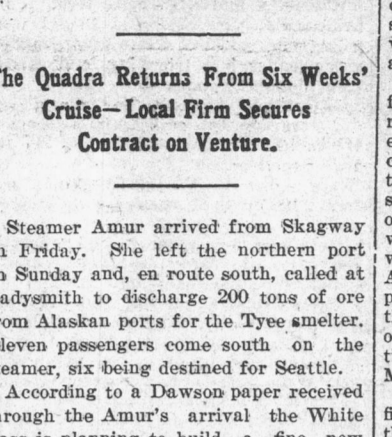 The Quadra Returns From Six Weeks'
Cruise—Local Firm Secures
Contract on Venture.
Steamer Amur arrived from Skagway
n Friday. She left the northern port
n Sunday and, en route south, called at
adysmith to discharge 200 tons of ore
rom Alaskan ports for the Tyee smelter.
leven passengers come south on the
eamer, six being destined for Seattle.
According to a Dawson paper received
hrough the Amur's arrival the White